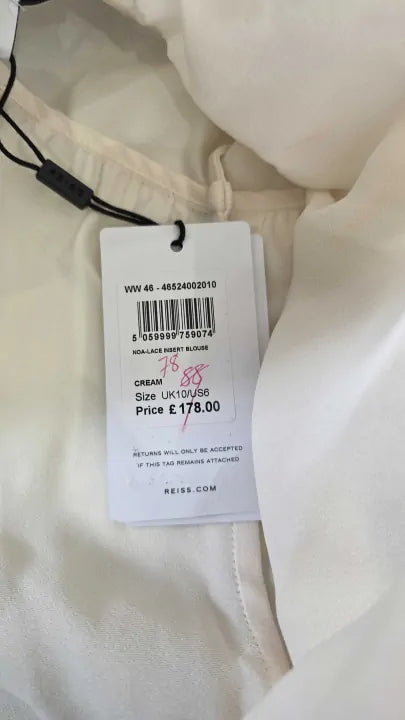 REISS
WW 46 - 46524002010
5 059999 759074
NOA-LACE INSERT BLOUSE
78
CREAM 88
Size UK10/US6
Price £178.00
RETURNS WILL ONLY BE ACCEPTED
IF THIS TAG REMAINS ATTACHED
REISS.COM